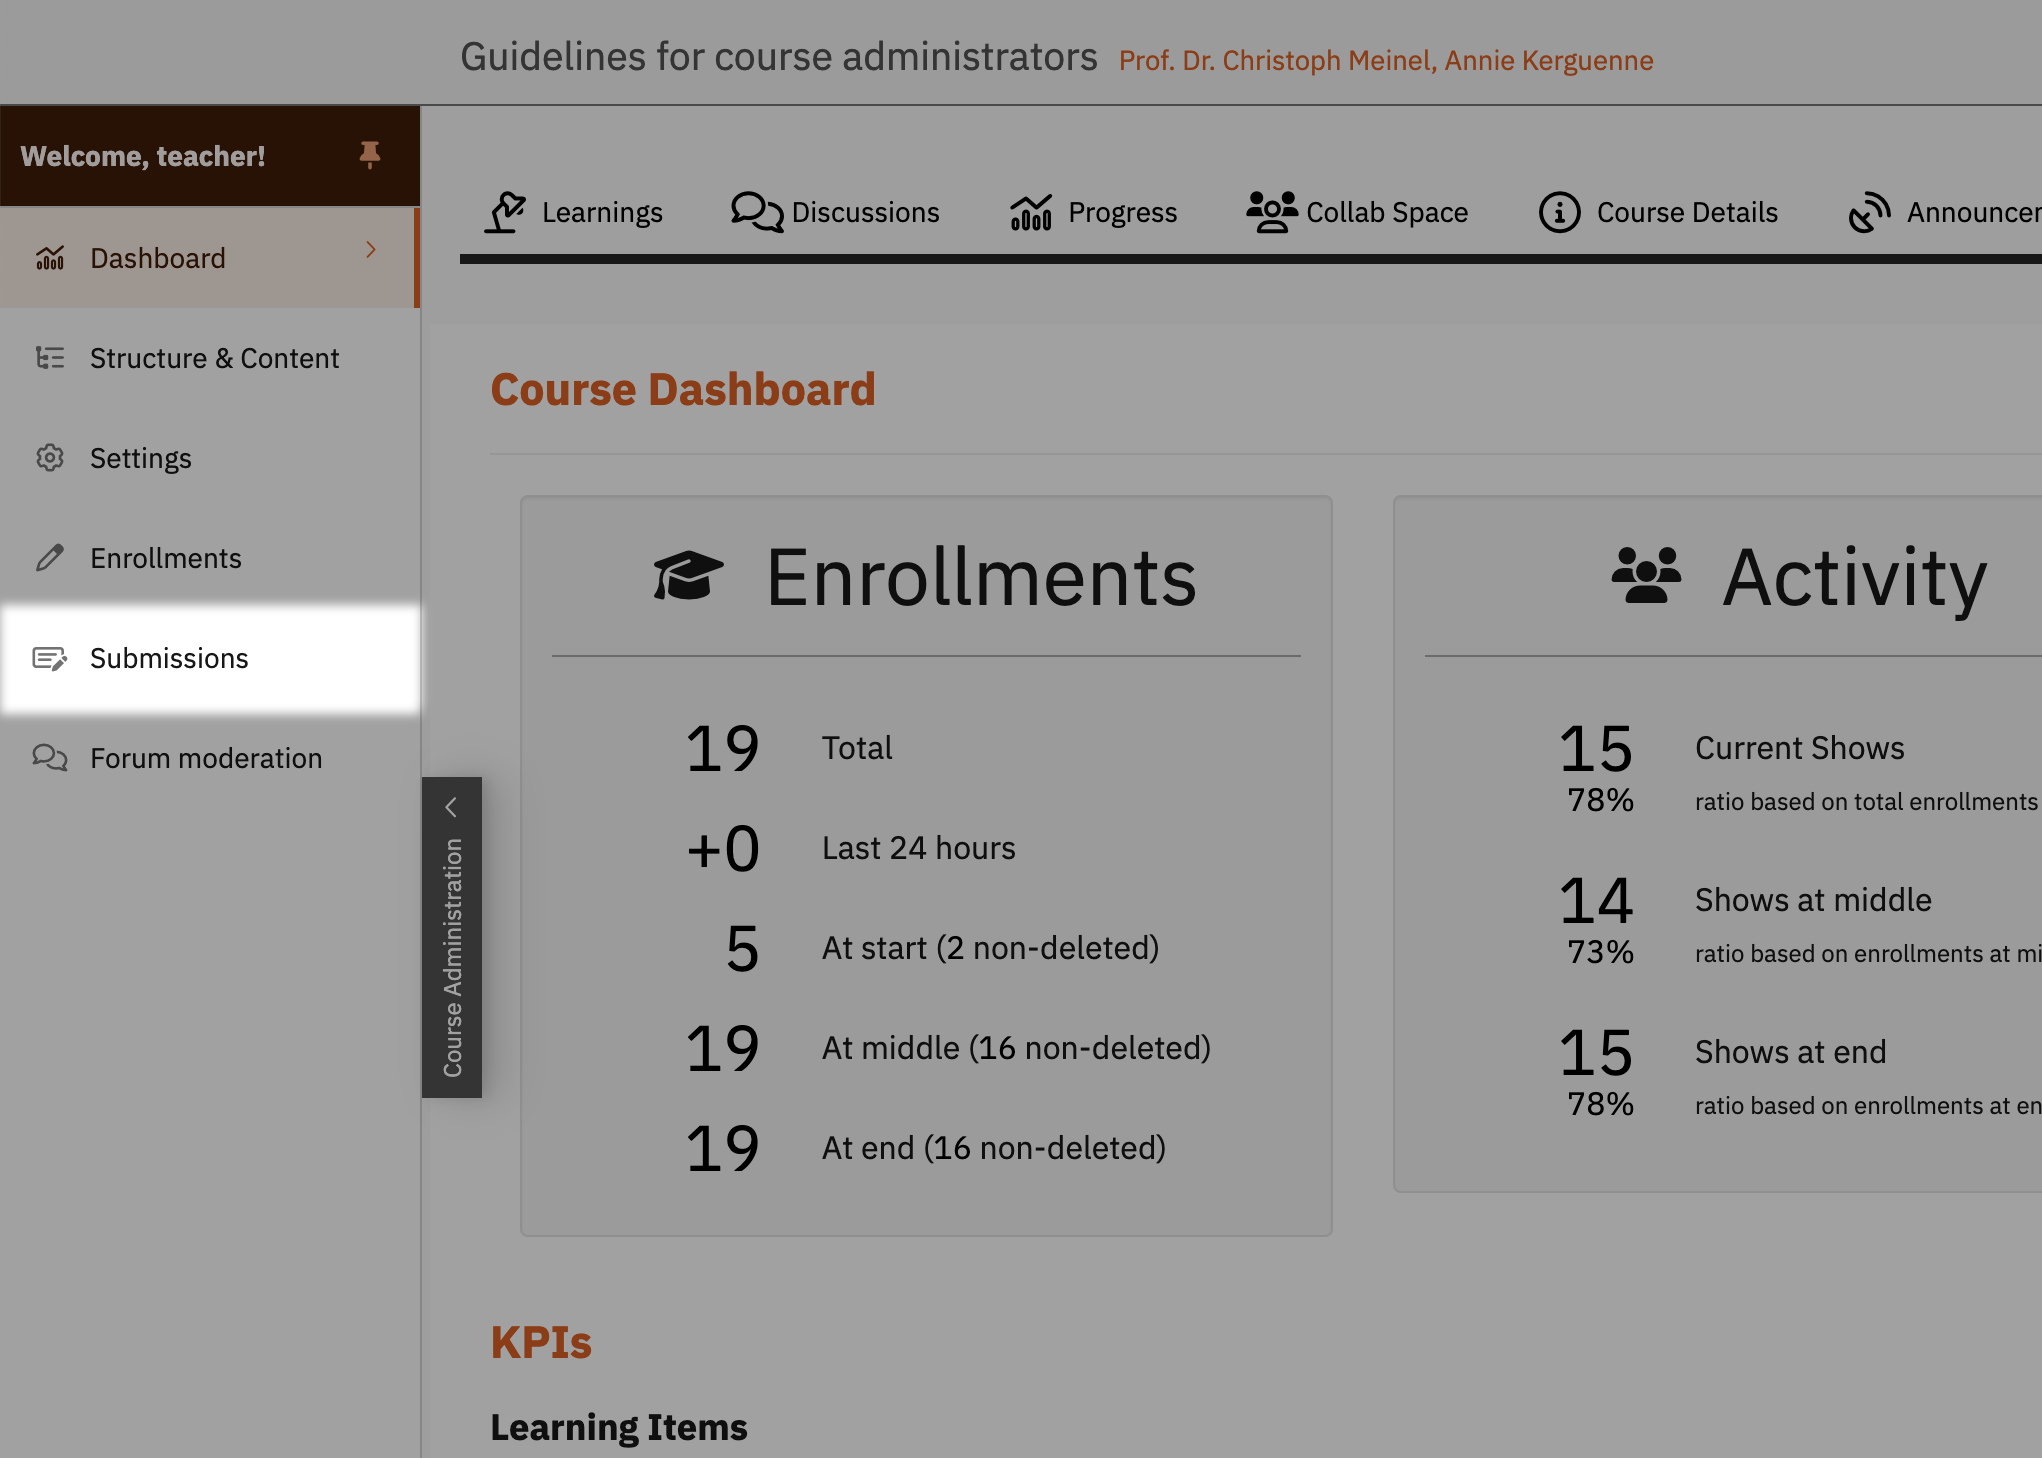 Guidelines for course administrators Prof. Dr. Christoph Meinel, Annie Kerguenne
Welcome, teacher!
Dashboard
Structure & Content
Settings
Enrollments
Submissions
Forum moderation
Course Administration
Learnings Discussions Progress Collab Space Course Details Announcer
Course Dashboard
Enrollments
19 Total
+0 Last 24 hours
5 At start (2 non-deleted)
19 At middle (16 non-deleted)
19 At end (16 non-deleted)
Activity
15 Current Shows
78% ratio based on total enrollments
14 Shows at middle
73% ratio based on enrollments at mi
15 Shows at end
78% ratio based on enrollments at en
KPIs
Learning Items